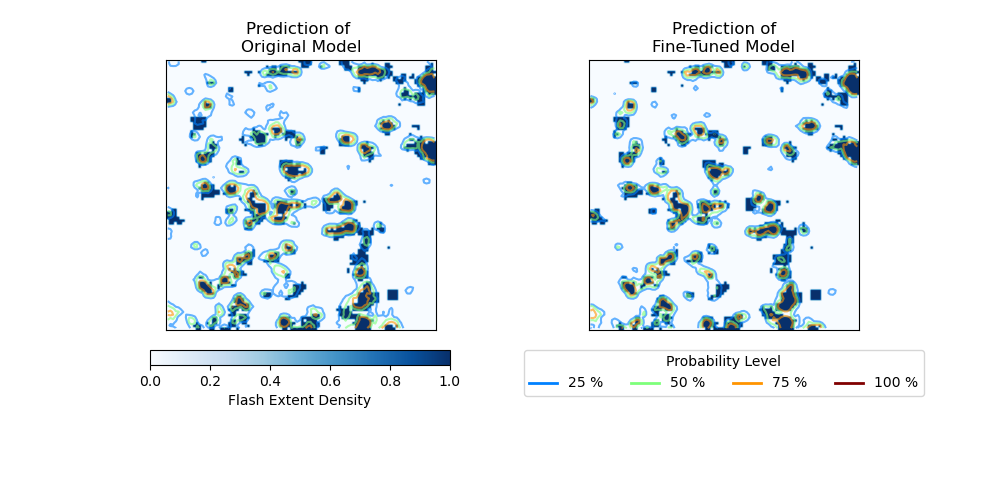 Prediction of
Original Model
Prediction of
Fine-Tuned Model
0.0 0.2 0.4 0.6 0.8 1.0
Flash Extent Density
Probability Level
25 % 50 % 75 % 100 %